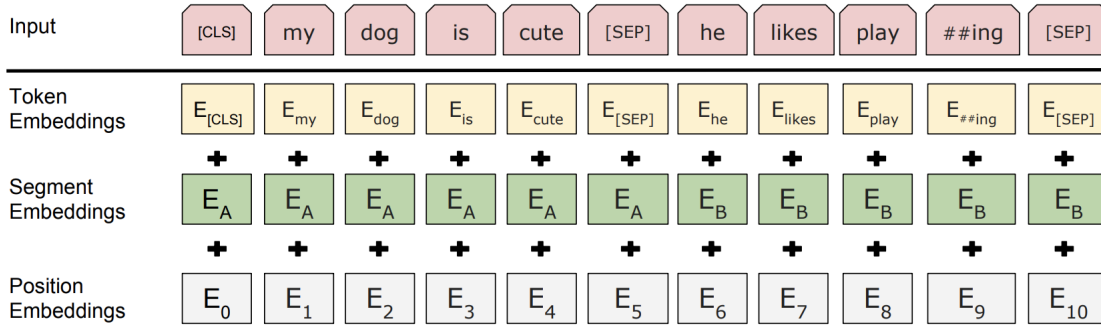 Input [CLS] my dog is cute [SEP] he likes play ##ing [SEP]
Token Embeddings E[CLS] Emy Edog Eis Ecute E[SEP] Ehe Elikes Eplay E##ing E[SEP]
+ + + + + + + + + + +
Segment Embeddings EA EA EA EA EA EA EB EB EB EB EB
+ + + + + + + + + + +
Position Embeddings E0 E1 E2 E3 E4 E5 E6 E7 E8 E9 E10